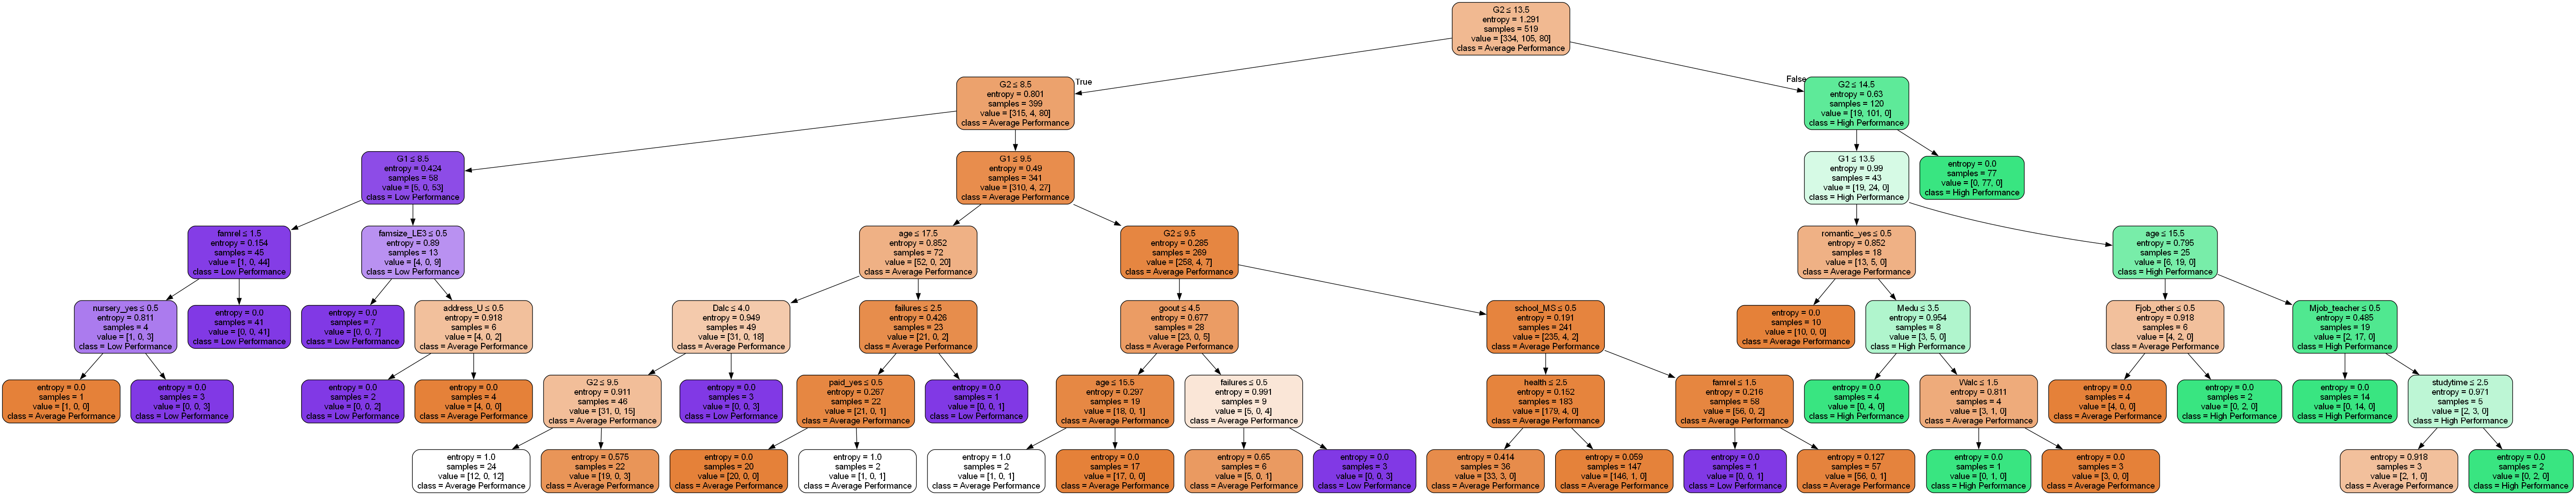 G2 ≤ 13.5
entropy = 1.291
samples = 519
value = [334, 105, 80]
class = Average Performance
True
False
G2 ≤ 8.5
entropy = 0.801
samples = 399
value = [315, 4, 80]
class = Average Performance
G2 ≤ 14.5
entropy = 0.63
samples = 120
value = [19, 101, 0]
class = High Performance
G1 ≤ 8.5
entropy = 0.424
samples = 58
value = [5, 0, 53]
class = Low Performance
G1 ≤ 9.5
entropy = 0.49
samples = 341
value = [310, 4, 27]
class = Average Performance
G1 ≤ 13.5
entropy = 0.99
samples = 43
value = [19, 24, 0]
class = High Performance
entropy = 0.0
samples = 77
value = [0, 77, 0]
class = High Performance
famrel ≤ 1.5
entropy = 0.154
samples = 45
value = [1, 0, 44]
class = Low Performance
famsize_LE3 ≤ 0.5
entropy = 0.89
samples = 13
value = [4, 0, 9]
class = Low Performance
age ≤ 17.5
entropy = 0.852
samples = 72
value = [52, 0, 20]
class = Average Performance
G2 ≤ 9.5
entropy = 0.285
samples = 269
value = [258, 4, 7]
class = Average Performance
romantic_yes ≤ 0.5
entropy = 0.852
samples = 18
value = [13, 5, 0]
class = Average Performance
age ≤ 15.5
entropy = 0.795
samples = 25
value = [6, 19, 0]
class = High Performance
nursery_yes ≤ 0.5
entropy = 0.811
samples = 4
value = [1, 0, 3]
class = Low Performance
entropy = 0.0
samples = 41
value = [0, 0, 41]
class = Low Performance
entropy = 0.0
samples = 7
value = [0, 0, 7]
class = Low Performance
address_U ≤ 0.5
entropy = 0.918
samples = 6
value = [4, 0, 2]
class = Average Performance
Dalc ≤ 4.0
entropy = 0.949
samples = 49
value = [31, 0, 18]
class = Average Performance
failures ≤ 2.5
entropy = 0.426
samples = 23
value = [21, 0, 2]
class = Average Performance
goout ≤ 4.5
entropy = 0.677
samples = 28
value = [23, 0, 5]
class = Average Performance
school_MS ≤ 0.5
entropy = 0.191
samples = 241
value = [235, 4, 2]
class = Average Performance
entropy = 0.0
samples = 10
value = [10, 0, 0]
class = Average Performance
Medu ≤ 3.5
entropy = 0.954
samples = 8
value = [3, 5, 0]
class = High Performance
Fjob_other ≤ 0.5
entropy = 0.918
samples = 6
value = [4, 2, 0]
class = Average Performance
Mjob_teacher ≤ 0.5
entropy = 0.485
samples = 19
value = [2, 17, 0]
class = High Performance
entropy = 0.0
samples = 1
value = [1, 0, 0]
class = Average Performance
entropy = 0.0
samples = 3
value = [0, 0, 3]
class = Low Performance
entropy = 0.0
samples = 2
value = [0, 0, 2]
class = Low Performance
entropy = 0.0
samples = 4
value = [4, 0, 0]
class = Average Performance
G2 ≤ 9.5
entropy = 0.911
samples = 46
value = [31, 0, 15]
class = Average Performance
entropy = 0.0
samples = 3
value = [0, 0, 3]
class = Low Performance
paid_yes ≤ 0.5
entropy = 0.267
samples = 22
value = [21, 0, 1]
class = Average Performance
entropy = 0.0
samples = 1
value = [0, 0, 1]
class = Low Performance
age ≤ 15.5
entropy = 0.297
samples = 19
value = [18, 0, 1]
class = Average Performance
failures ≤ 0.5
entropy = 0.991
samples = 9
value = [5, 0, 4]
class = Average Performance
health ≤ 2.5
entropy = 0.152
samples = 183
value = [179, 4, 0]
class = Average Performance
famrel ≤ 1.5
entropy = 0.216
samples = 58
value = [56, 0, 2]
class = Average Performance
entropy = 0.0
samples = 4
value = [0, 4, 0]
class = High Performance
Walc ≤ 1.5
entropy = 0.811
samples = 4
value = [3, 1, 0]
class = Average Performance
entropy = 0.0
samples = 4
value = [4, 0, 0]
class = Average Performance
entropy = 0.0
samples = 2
value = [0, 2, 0]
class = High Performance
entropy = 0.0
samples = 14
value = [0, 14, 0]
class = High Performance
studytime ≤ 2.5
entropy = 0.971
samples = 5
value = [2, 3, 0]
class = High Performance
entropy = 1.0
samples = 24
value = [12, 0, 12]
class = Average Performance
entropy = 0.575
samples = 22
value = [19, 0, 3]
class = Average Performance
entropy = 0.0
samples = 20
value = [20, 0, 0]
class = Average Performance
entropy = 1.0
samples = 2
value = [1, 0, 1]
class = Average Performance
entropy = 1.0
samples = 2
value = [1, 0, 1]
class = Average Performance
entropy = 0.0
samples = 17
value = [17, 0, 0]
class = Average Performance
entropy = 0.65
samples = 6
value = [5, 0, 1]
class = Average Performance
entropy = 0.0
samples = 3
value = [0, 0, 3]
class = Low Performance
entropy = 0.414
samples = 36
value = [33, 3, 0]
class = Average Performance
entropy = 0.059
samples = 147
value = [146, 1, 0]
class = Average Performance
entropy = 0.0
samples = 1
value = [0, 0, 1]
class = Low Performance
entropy = 0.127
samples = 57
value = [56, 0, 1]
class = Average Performance
entropy = 0.0
samples = 1
value = [0, 1, 0]
class = High Performance
entropy = 0.0
samples = 3
value = [3, 0, 0]
class = Average Performance
entropy = 0.918
samples = 3
value = [2, 1, 0]
class = Average Performance
entropy = 0.0
samples = 2
value = [0, 2, 0]
class = High Performance